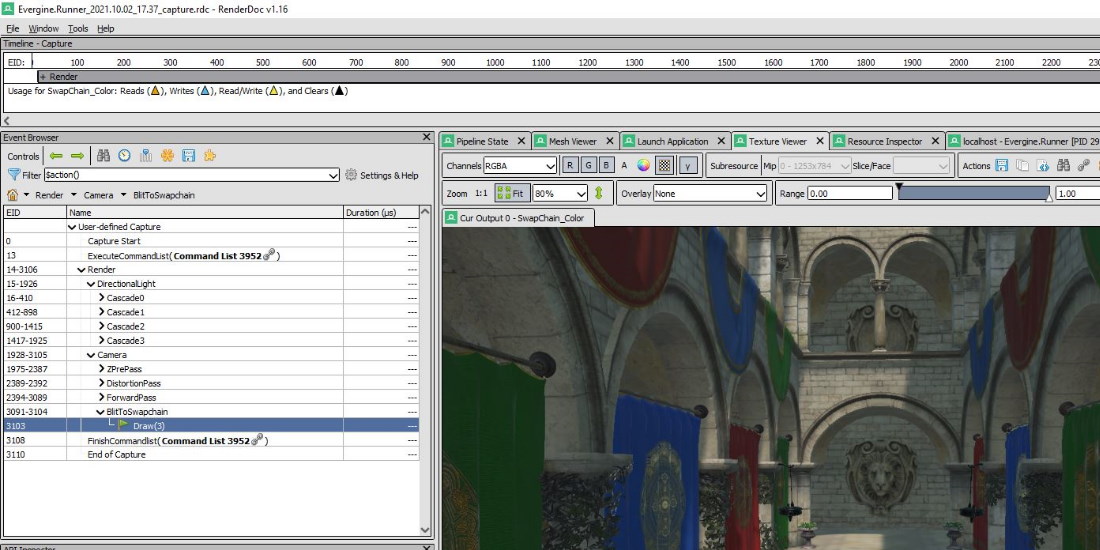 Evergine.Runner_2021.10.02_17.37_capture.rdc - RenderDoc v1.16
File Window Tools Help
Timeline - Capture
EID: 0 100 200 300 400 500 600 700 800 900 1000 1100 1200 1300 1400 1500 1600 1700 1800 1900 2000 2100 2200
+ Render
Usage for SwapChain_Color: Reads ( ), Writes ( ), Read/Write ( ), and Clears ( )
Event Browser
Controls
Filter $action() Settings & Help
Render Camera BlitToSwapchain
EID Name Duration (µs)
User-defined Capture ---
0 Capture Start ---
13 ExecuteCommandList( Command List 3952 ) ---
14-3106 Render ---
15-1926 DirectionalLight ---
16-410 Cascade0 ---
412-898 Cascade1 ---
900-1415 Cascade2 ---
1417-1925 Cascade3 ---
1928-3105 Camera ---
1975-2387 ZPrePass ---
2389-2392 DistortionPass ---
2394-3089 ForwardPass ---
3091-3104 BlitToSwapchain ---
3103 Draw(3) ---
3108 FinishCommandlist( Command List 3952 ) ---
3110 End of Capture ---
Pipeline State Mesh Viewer Launch Application Texture Viewer Resource Inspector localhost - Evergine.Runner [PID 29
Channels RGBA R G B A γ Subresource Mip 0 - 1253x784 Slice/Face Actions
Zoom 1:1 Fit 80% Overlay None Range 0.00 1.00
Cur Output 0 - SwapChain_Color